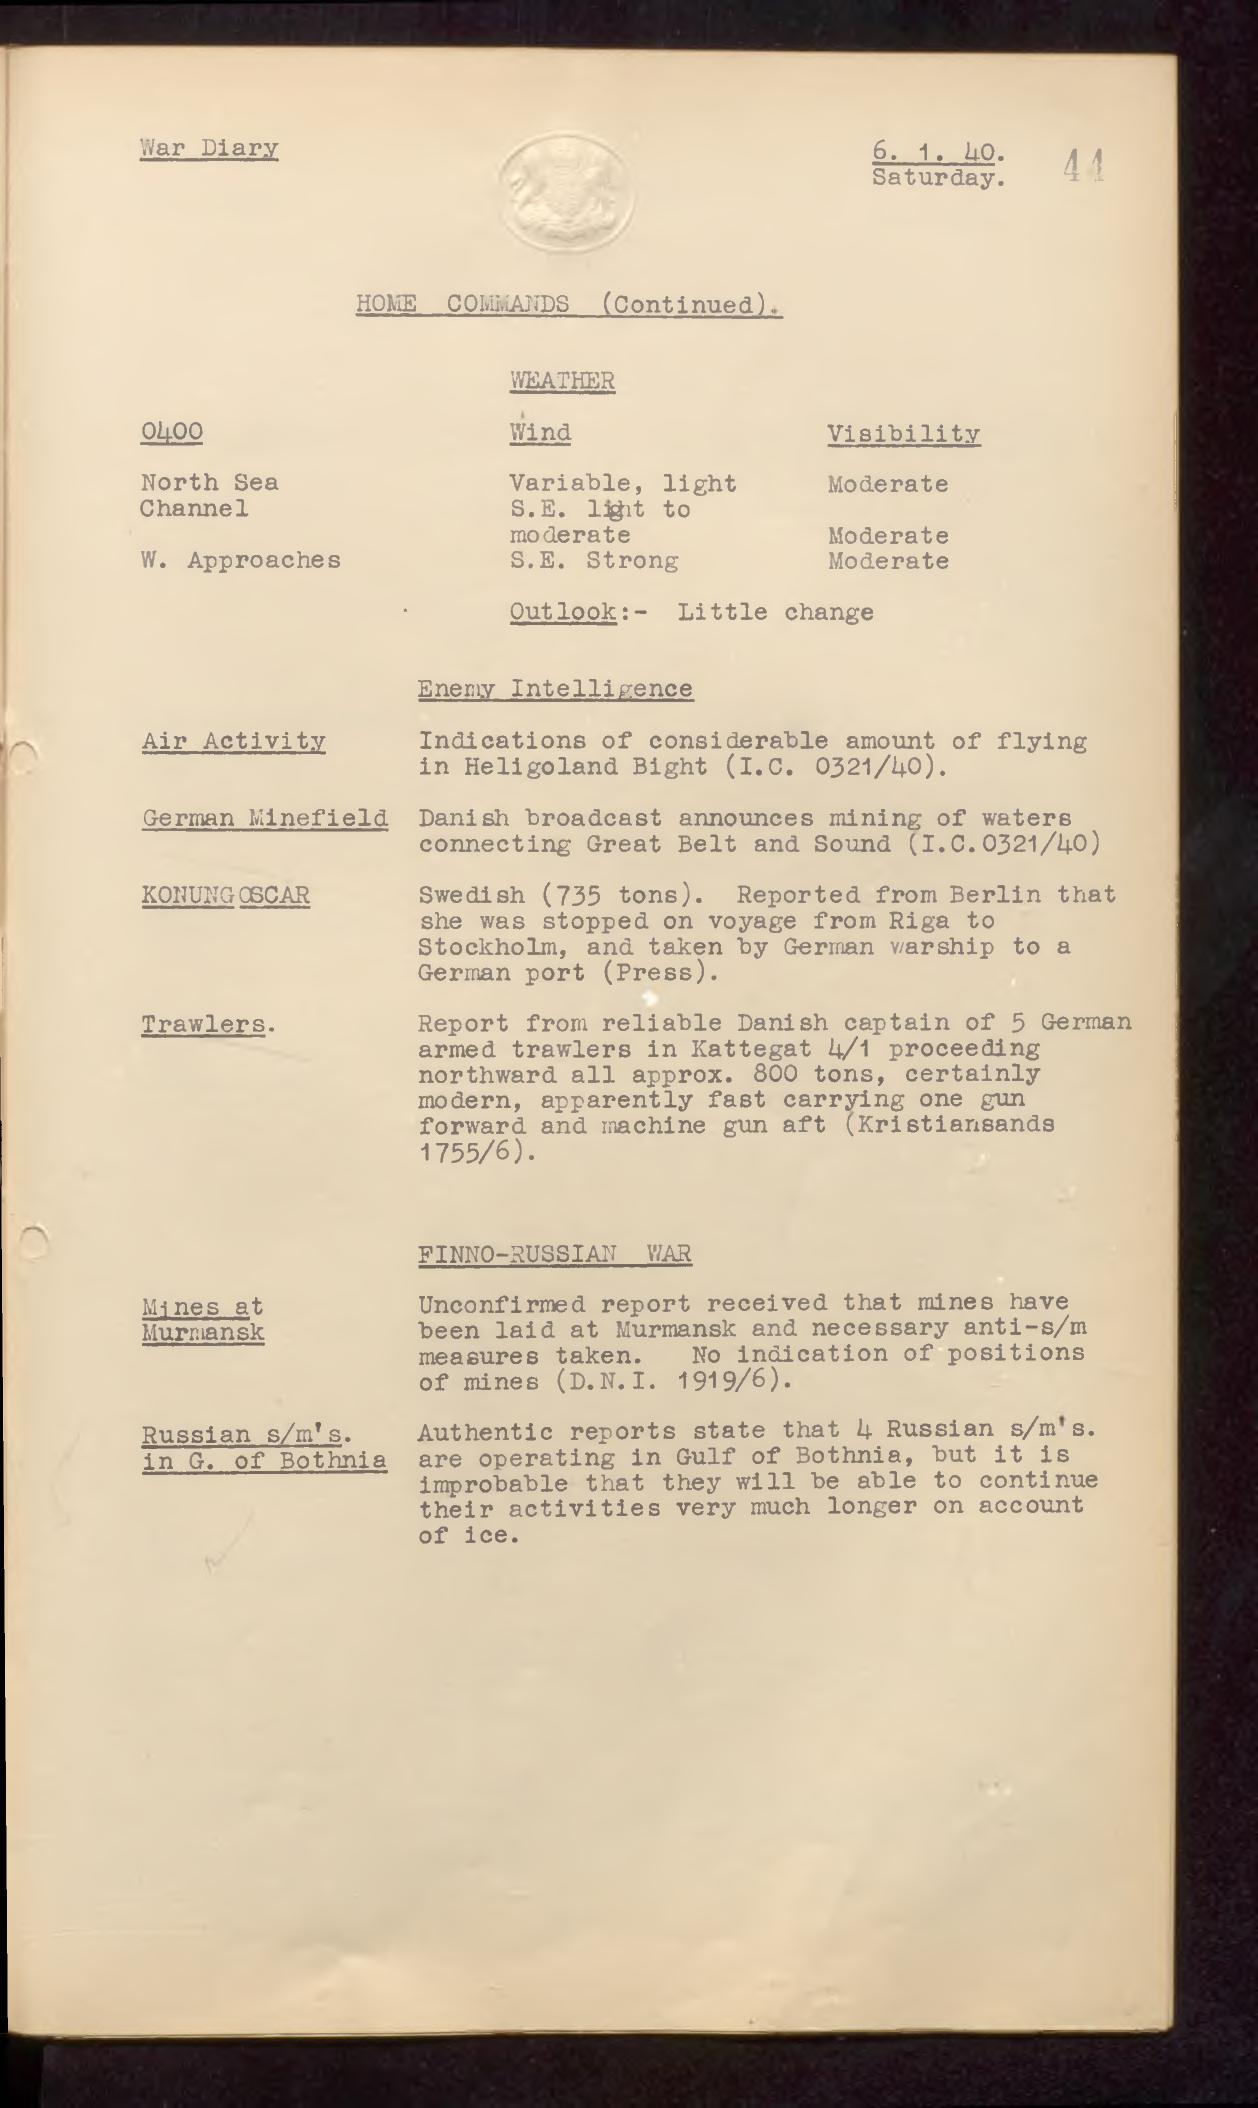 War Diary
6. 1. 40.
Saturday.
44
HOME COMMANDS (Continued).
WEATHER
0400 Wind Visibility
North Sea Variable, light Moderate
Channel S.E. light to
moderate Moderate
W. Approaches S.E. Strong Moderate
Outlook:- Little change
Enemy Intelligence
Air Activity Indications of considerable amount of flying
in Heligoland Bight (I.C. 0321/40).
German Minefield Danish broadcast announces mining of waters
connecting Great Belt and Sound (I.C.0321/40)
KONUNG OSCAR Swedish (735 tons). Reported from Berlin that
she was stopped on voyage from Riga to
Stockholm, and taken by German warship to a
German port (Press).
Trawlers. Report from reliable Danish captain of 5 German
armed trawlers in Kattegat 4/1 proceeding
northward all approx. 800 tons, certainly
modern, apparently fast carrying one gun
forward and machine gun aft (Kristiansands
1755/6).
FINNO-RUSSIAN WAR
Mines at Unconfirmed report received that mines have
Murmansk been laid at Murmansk and necessary anti-s/m
measures taken. No indication of positions
of mines (D.N.I. 1919/6).
Russian s/m's. Authentic reports state that 4 Russian s/m's.
in G. of Bothnia are operating in Gulf of Bothnia, but it is
improbable that they will be able to continue
their activities very much longer on account
of ice.